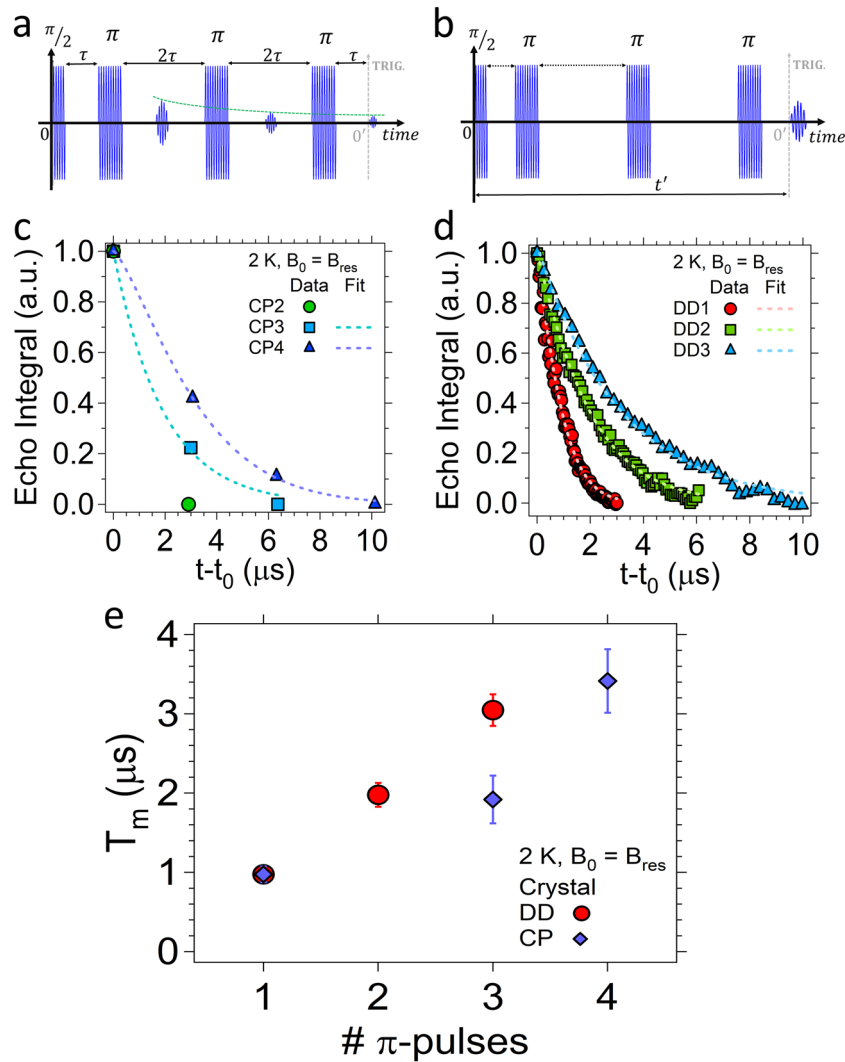 a
π/2 π π π
τ 2τ 2τ τ
TRIG.
0 0′ time
b
π/2 π π π
TRIG.
0 0′ time
t′
c
2 K, B0 = Bres
Data Fit
CP2
CP3
CP4
Echo Integral (a.u.)
1.0
0.8
0.6
0.4
0.2
0.0
0 2 4 6 8 10
t-t0 (μs)
d
2 K, B0 = Bres
Data Fit
DD1
DD2
DD3
Echo Integral (a.u.)
1.0
0.8
0.6
0.4
0.2
0.0
0 2 4 6 8 10
t-t0 (μs)
e
Tm (μs)
4
3
2
1
0
2 K, B0 = Bres
Crystal
DD
CP
1 2 3 4
# π-pulses